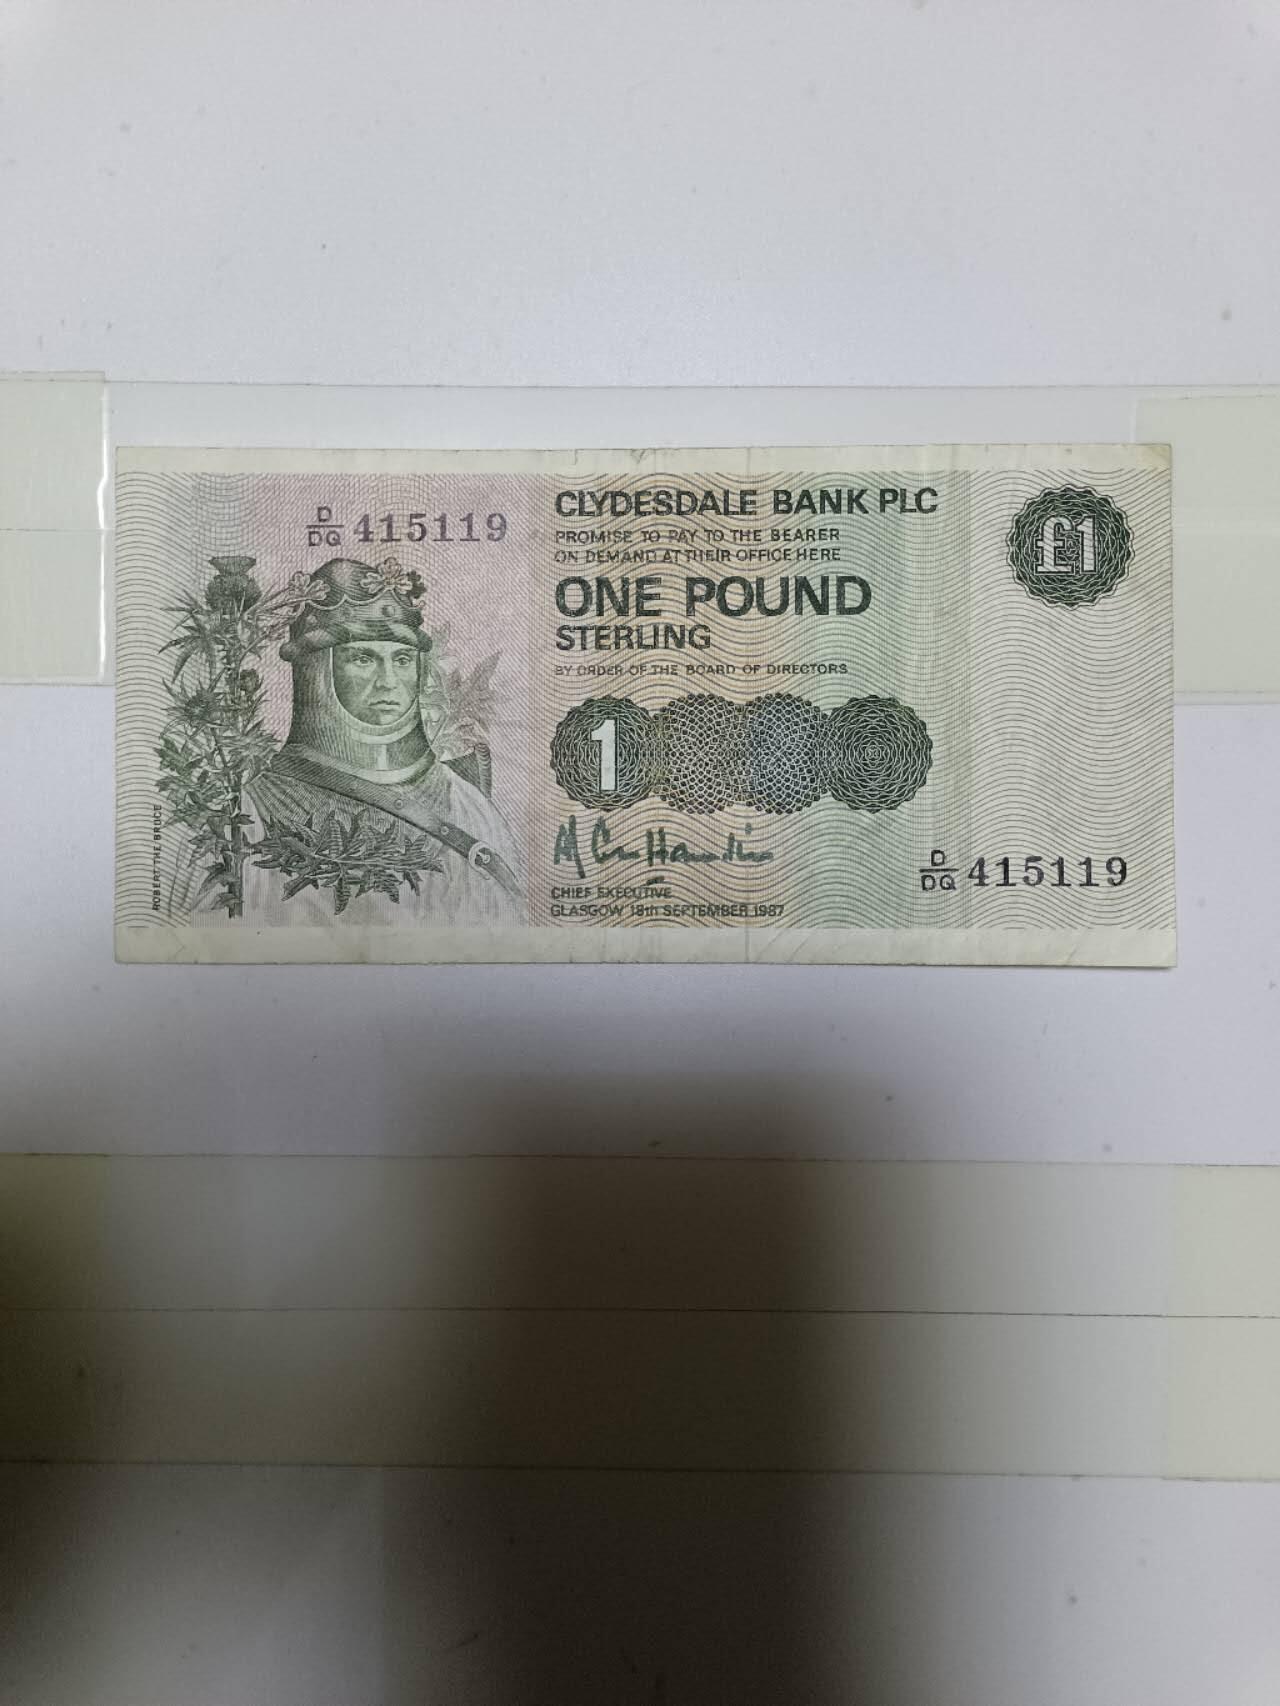 D/DQ 415119
CLYDESDALE BANK PLC
PROMISE TO PAY TO THE BEARER
ON DEMAND AT THEIR OFFICE HERE
ONE POUND
STERLING
BY ORDER OF THE BOARD OF DIRECTORS
£1
1
CHIEF EXECUTIVE
GLASGOW 18th SEPTEMBER 1987
D/DQ 415119
ROBERT THE BRUCE